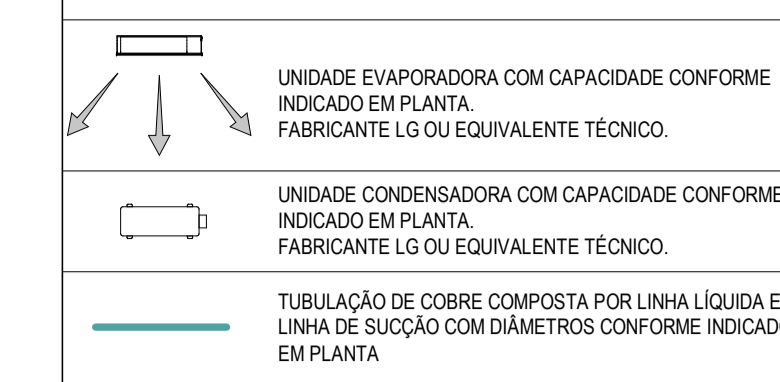 UNIDADE EVAPORADORA COM CAPACIDADE CONFORME
INDICADO EM PLANTA.
FABRICANTE LG OU EQUIVALENTE TÉCNICO.
UNIDADE CONDENSADORA COM CAPACIDADE CONFORME
INDICADO EM PLANTA.
FABRICANTE LG OU EQUIVALENTE TÉCNICO.
TUBULAÇÃO DE COBRE COMPOSTA POR LINHA LÍQUIDA E
LINHA DE SUCÇÃO COM DIÂMETROS CONFORME INDICADO
EM PLANTA